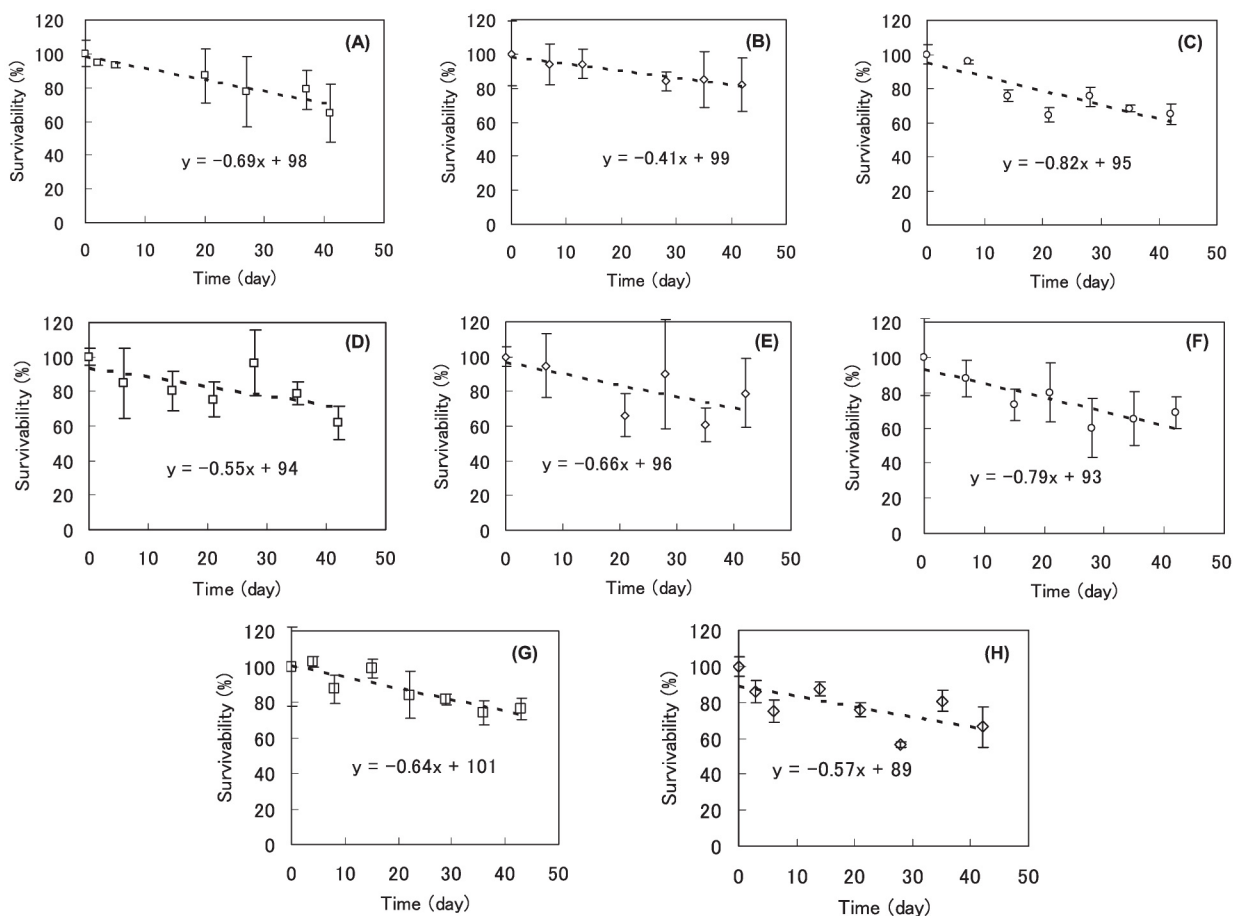 (A)
120
100
80
60
40
20
0
Survivability (%)
y = −0.69x + 98
0 10 20 30 40 50
Time (day)
(B)
120
100
80
60
40
20
0
Survivability (%)
y = −0.41x + 99
0 10 20 30 40 50
Time (day)
(C)
120
100
80
60
40
20
0
Survivability (%)
y = −0.82x + 95
0 10 20 30 40 50
Time (day)
(D)
120
100
80
60
40
20
0
Survivability (%)
y = −0.55x + 94
0 10 20 30 40 50
Time (day)
(E)
120
100
80
60
40
20
0
Survivability (%)
y = −0.66x + 96
0 10 20 30 40 50
Time (day)
(F)
120
100
80
60
40
20
0
Survivability (%)
y = −0.79x + 93
0 10 20 30 40 50
Time (day)
(G)
120
100
80
60
40
20
0
Survivability (%)
y = −0.64x + 101
0 10 20 30 40 50
Time (day)
(H)
120
100
80
60
40
20
0
Survivability (%)
y = −0.57x + 89
0 10 20 30 40 50
Time (day)